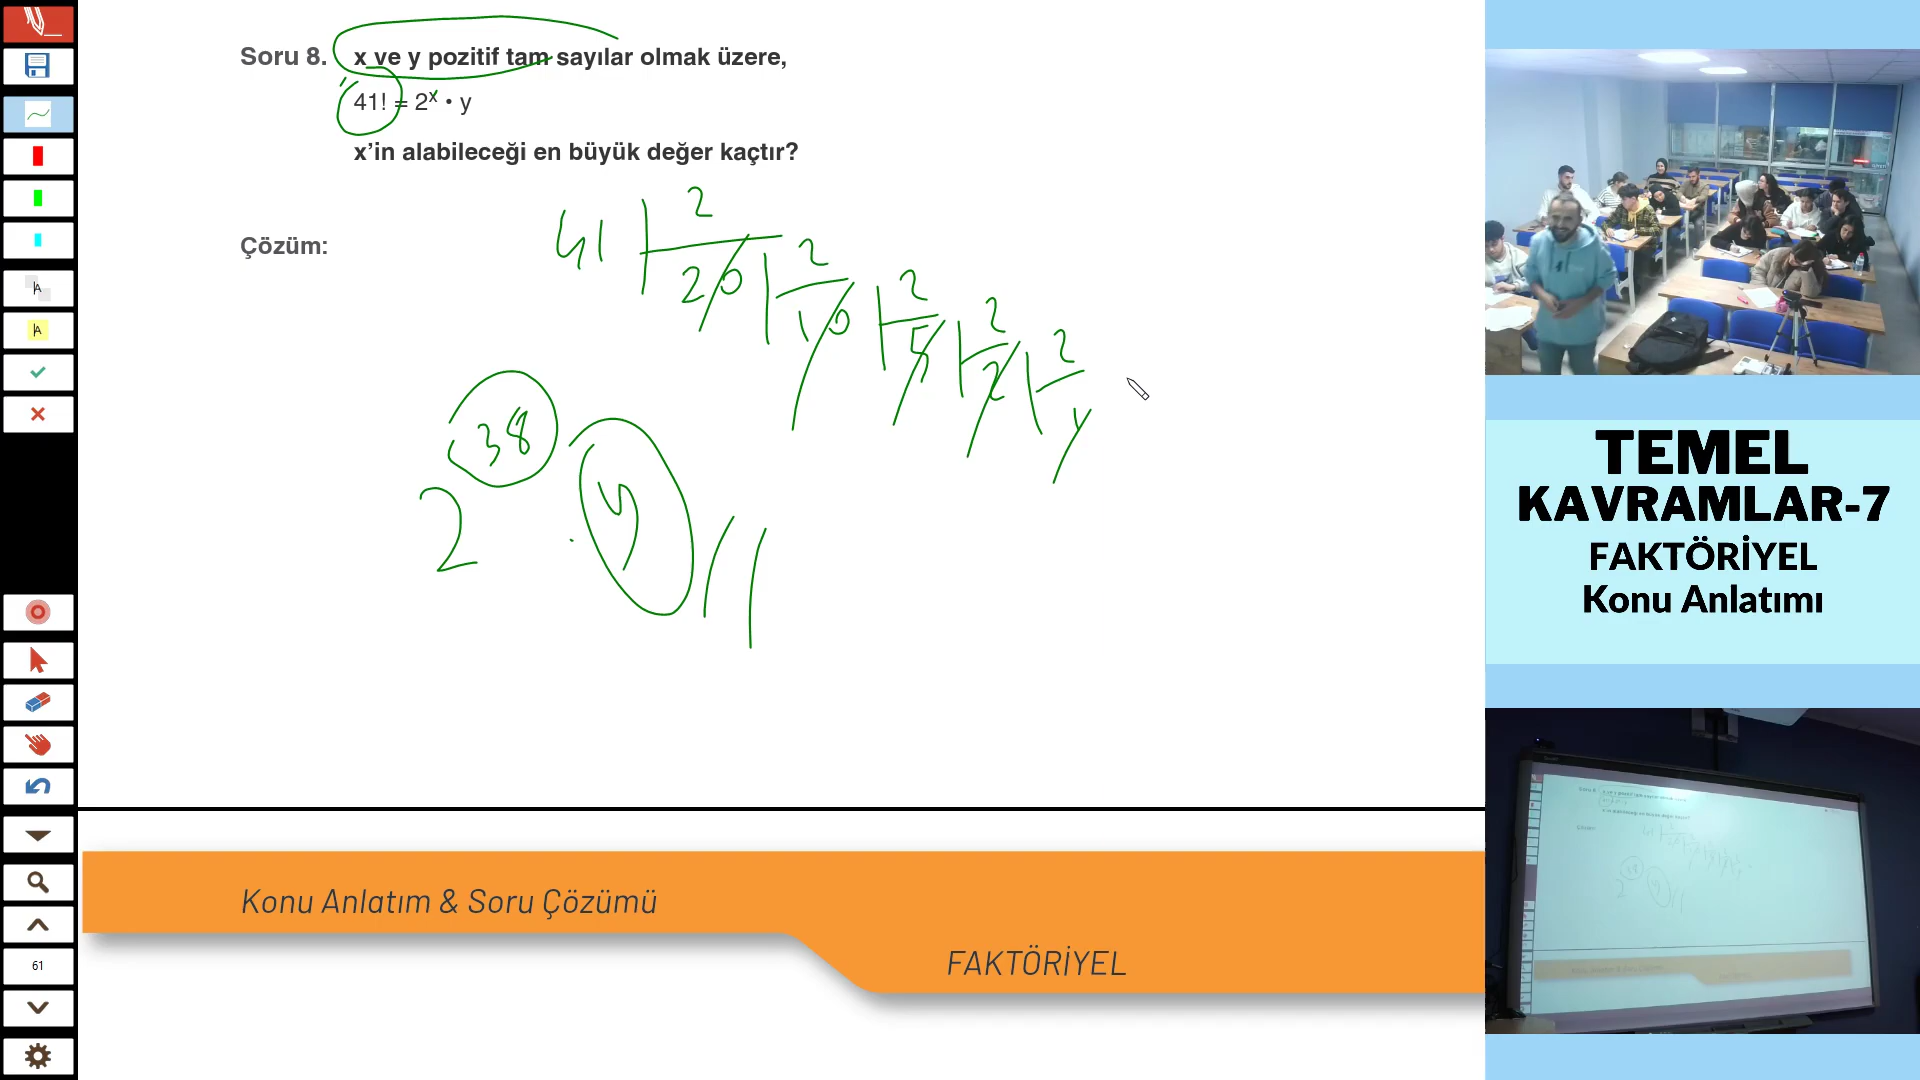 Soru 8. x ve y pozitif tam sayılar olmak üzere,
41! = 2ˣ • y
x’in alabileceği en büyük değer kaçtır?
Çözüm:
41 2
20 2
10 2
5 2
2 2
1
2³⁸ . y
Konu Anlatım & Soru Çözümü
FAKTÖRİYEL
61
TEMEL
KAVRAMLAR-7
FAKTÖRİYEL
Konu Anlatımı